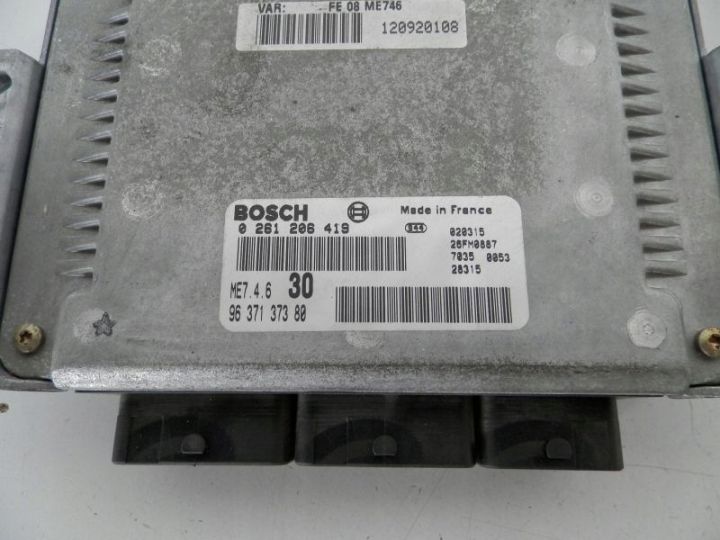 VAR: FE 08 ME746
120920108
BOSCH Made in France
0 261 206 419 020315
26FM0887
7035 0053
28315
ME7.4.6 30
96 371 373 80